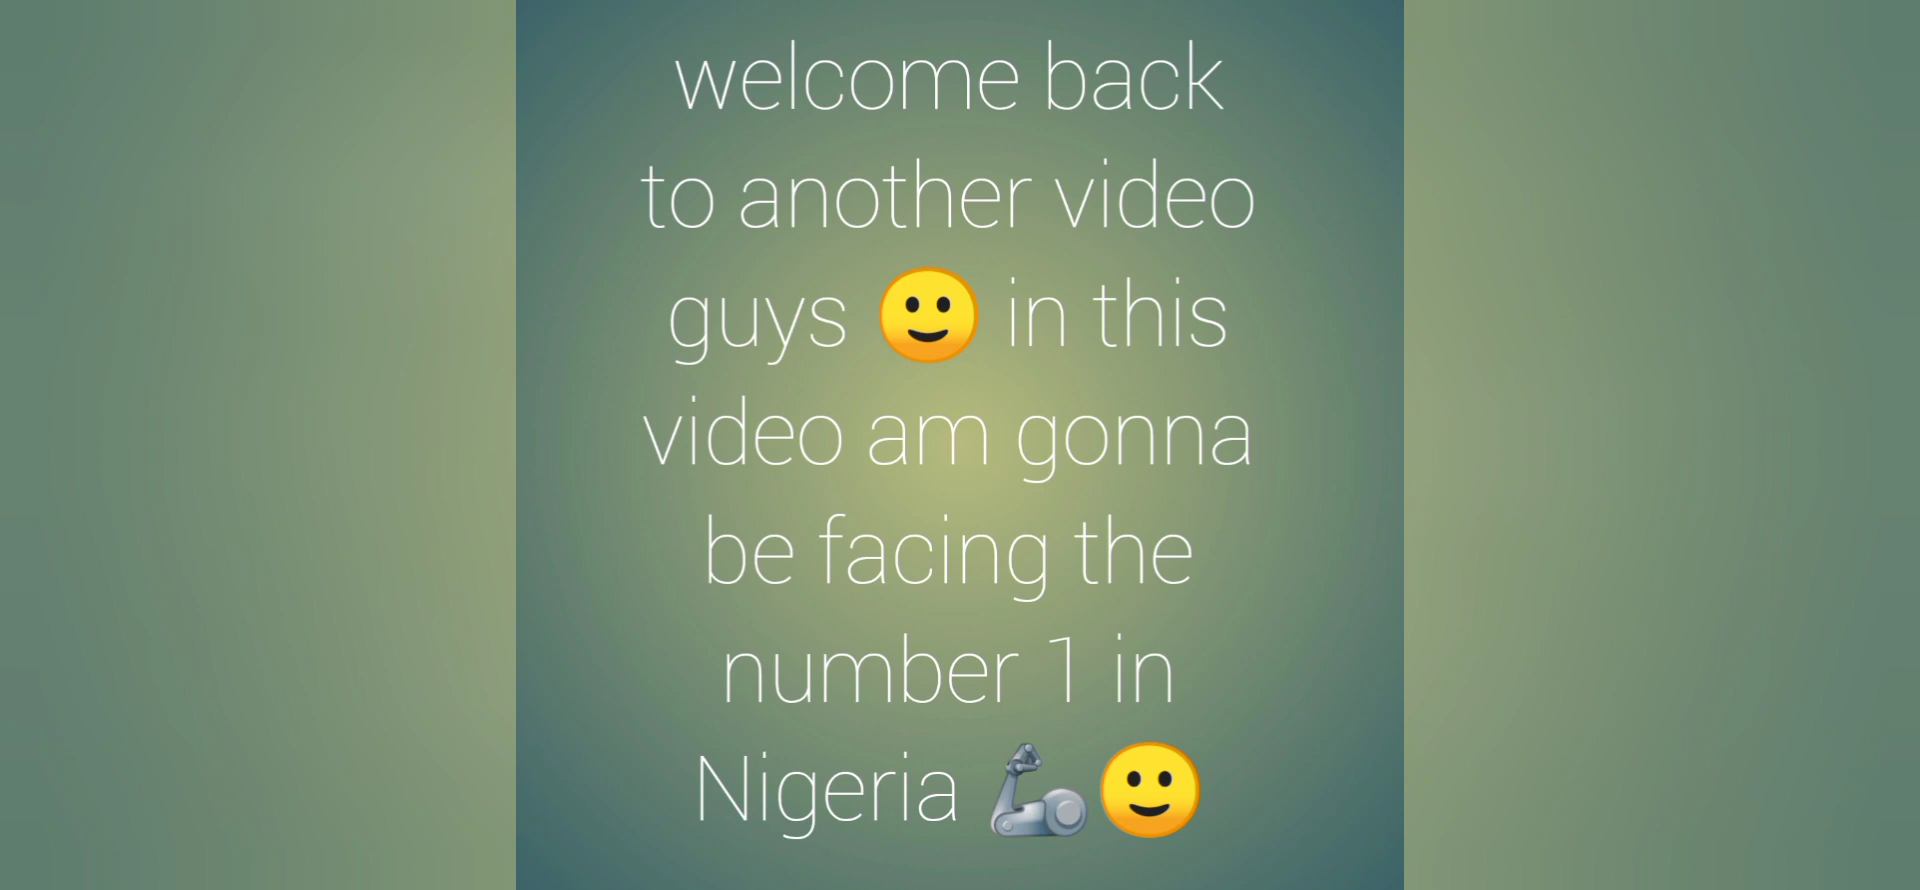 welcome back
to another video
guys 🙂 in this
video am gonna
be facing the
number 1 in
Nigeria 🦾🙂